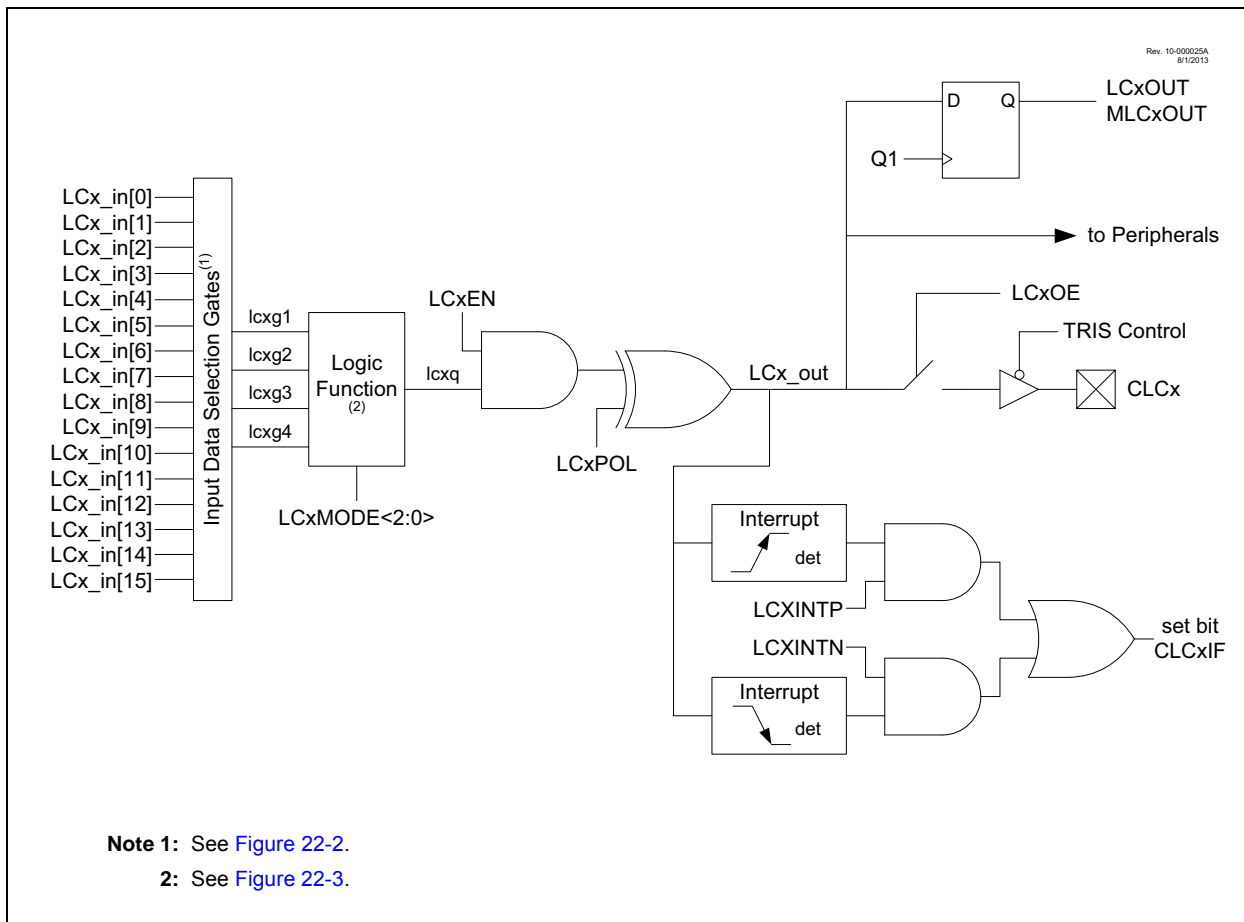 Rev. 10-000025A
8/1/2013
D
Q
LCxOUT
MLCxOUT
Q1
to Peripherals
LCx_in[0]
LCx_in[1]
LCx_in[2]
LCx_in[3]
LCx_in[4]
LCx_in[5]
LCx_in[6]
LCx_in[7]
LCx_in[8]
LCx_in[9]
LCx_in[10]
LCx_in[11]
LCx_in[12]
LCx_in[13]
LCx_in[14]
LCx_in[15]
Input Data Selection Gates(1)
lcxg1
lcxg2
lcxg3
lcxg4
Logic
Function
(2)
LCxMODE<2:0>
lcxq
LCxEN
LCxPOL
LCx_out
LCxOE
TRIS Control
CLCx
Interrupt
det
LCXINTP
LCXINTN
Interrupt
det
set bit
CLCxIF
Note 1: See Figure 22-2.
2: See Figure 22-3.